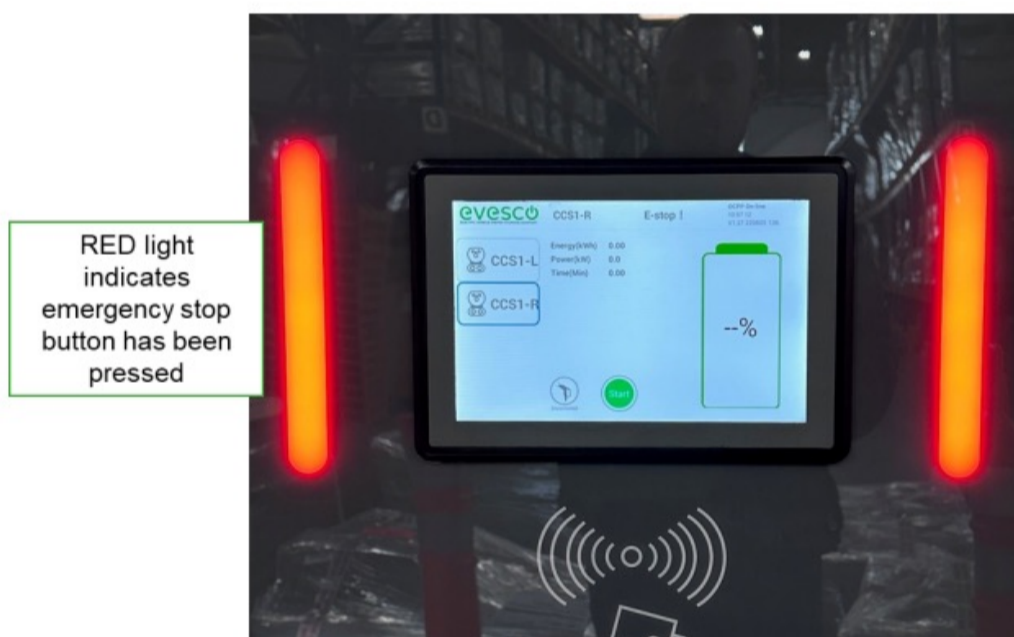 RED light
indicates
emergency stop
button has been
pressed
evesco
CCS1-R
E-stop !
CCS1-L
CCS1-R
Energy(kWh) 0.00
Power(kW) 0.0
Time(Min) 0.00
--%
Start